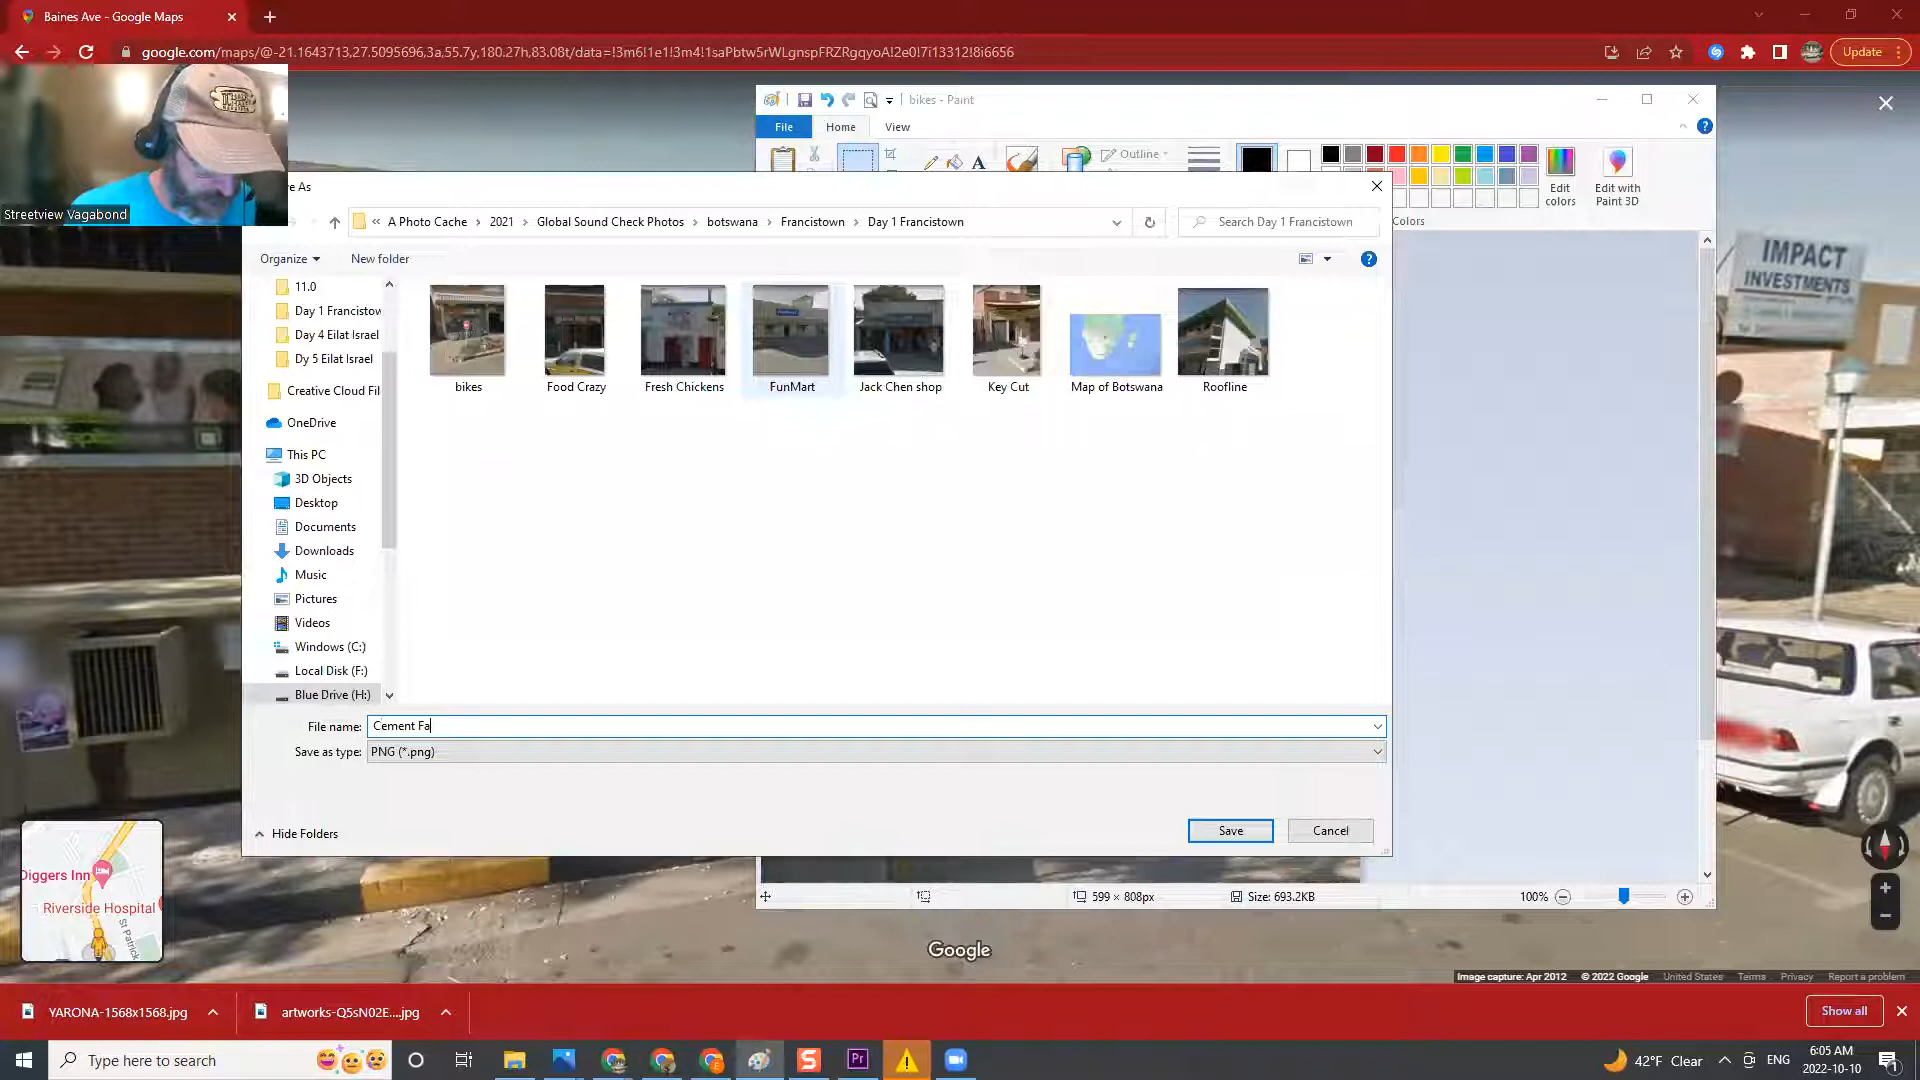 Baines Ave - Google Maps
google.com/maps/@-21.1643713,27.5095696,3a,55.7y,180.27h,83.08t/data=!3m6!1e1!3m4!1saPbtw5rWLgnspFRZRgqyoA!2e0!7i13312!8i6656
Update
Streetview Vagabond
bikes - Paint
File
Home
View
Outline
Edit colors
Edit with Paint 3D
Colors
IMPACT
INVESTMENTS
ve As
« A Photo Cache > 2021 > Global Sound Check Photos > botswana > Francistown > Day 1 Francistown
Search Day 1 Francistown
Organize
New folder
11.0
Day 1 Francistow
Day 4 Eilat Israel
Dy 5 Eilat Israel
Creative Cloud Fil
OneDrive
This PC
3D Objects
Desktop
Documents
Downloads
Music
Pictures
Videos
Windows (C:)
Local Disk (F:)
Blue Drive (H:)
bikes
Food Crazy
Fresh Chickens
FunMart
Jack Chen shop
Key Cut
Map of Botswana
Roofline
File name: Cement Fa
Save as type: PNG (*.png)
Hide Folders
Save
Cancel
599 × 808px
Size: 693.2KB
100%
Diggers Inn
Riverside Hospital
St Patrick
Google
Image capture: Apr 2012
© 2022 Google
United States
Terms
Privacy
Report a problem
YARONA-1568x1568.jpg
artworks-Q5sN02E....jpg
Show all
Type here to search
42°F Clear
ENG
6:05 AM
2022-10-10
1